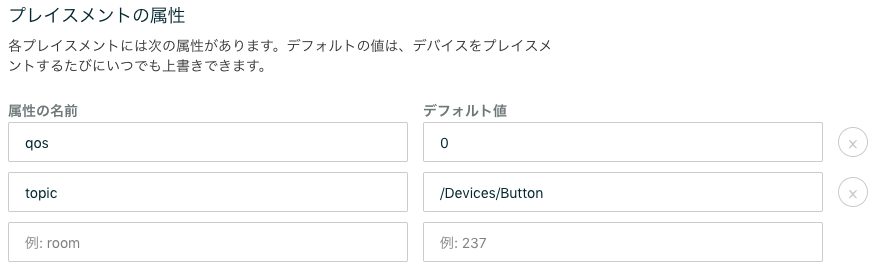 プレイスメントの属性
各プレイスメントには次の属性があります。デフォルトの値は、デバイスをプレイスメ
ントするたびにいつでも上書きできます。
属性の名前 デフォルト値
qos 0 x
topic /Devices/Button x
例: room 例: 237